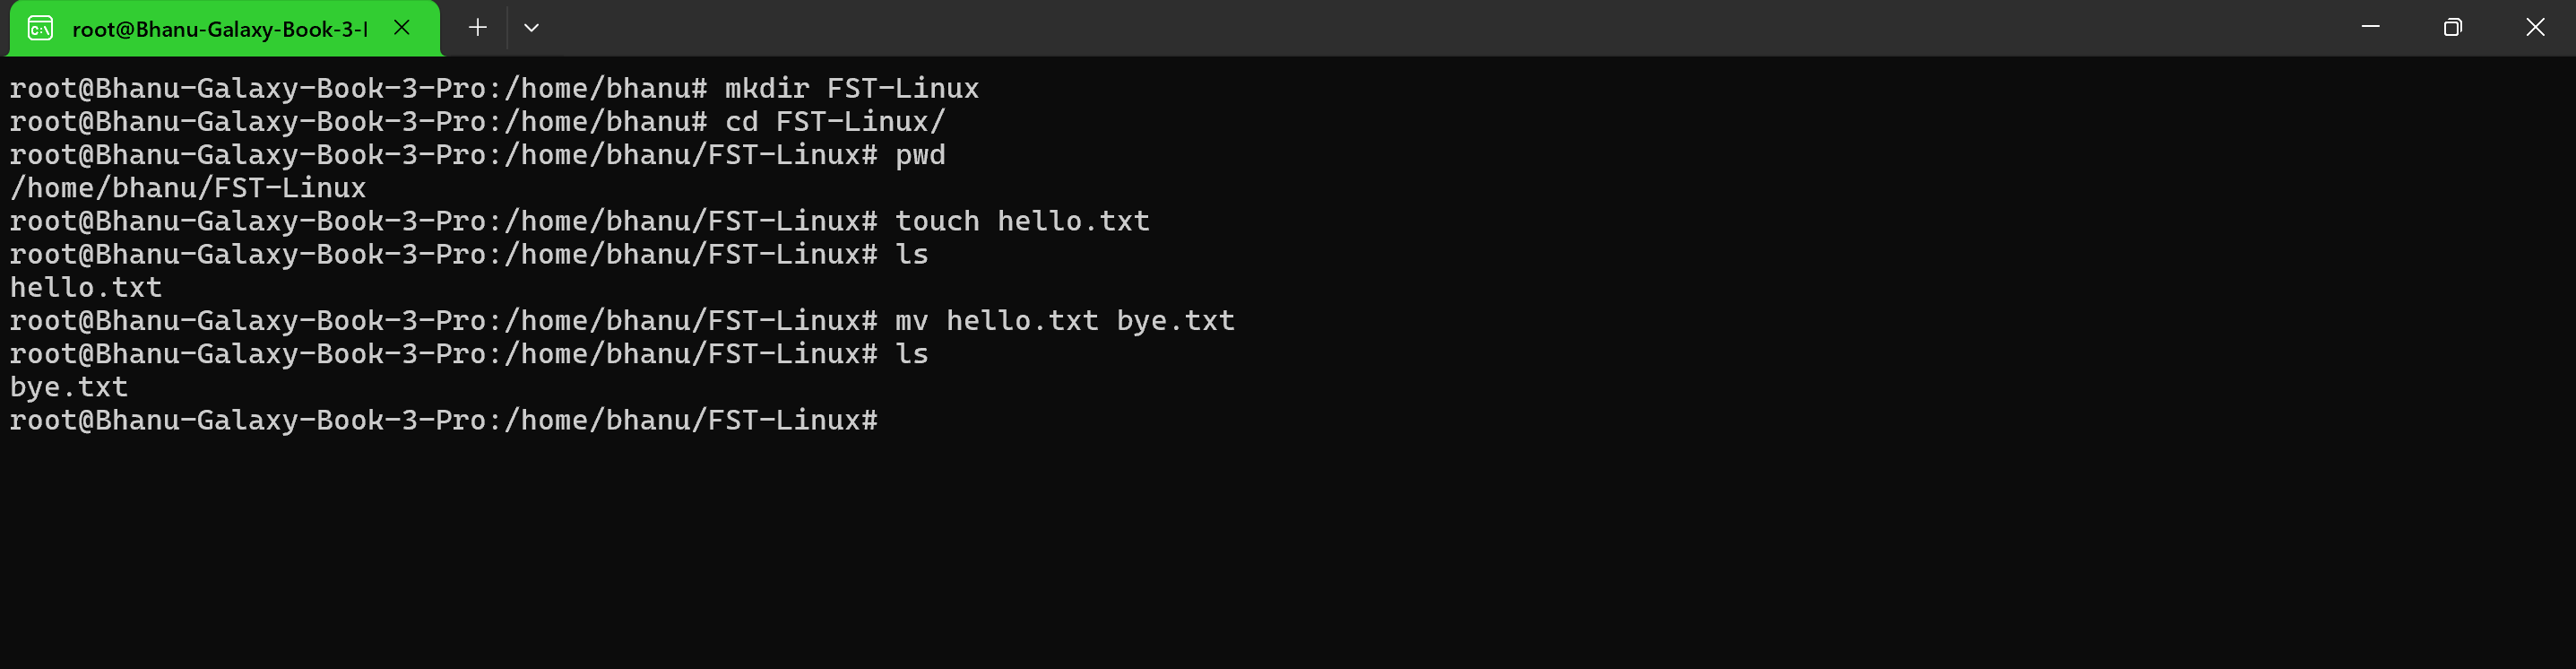 root@Bhanu-Galaxy-Book-3-
root@Bhanu-Galaxy-Book-3-Pro:/home/bhanu# mkdir FST-Linux
root@Bhanu-Galaxy-Book-3-Pro:/home/bhanu# cd FST-Linux/
root@Bhanu-Galaxy-Book-3-Pro:/home/bhanu/FST-Linux# pwd
/home/bhanu/FST-Linux
root@Bhanu-Galaxy-Book-3-Pro:/home/bhanu/FST-Linux# touch hello.txt
root@Bhanu-Galaxy-Book-3-Pro:/home/bhanu/FST-Linux# ls
hello.txt
root@Bhanu-Galaxy-Book-3-Pro:/home/bhanu/FST-Linux# mv hello.txt bye.txt
root@Bhanu-Galaxy-Book-3-Pro:/home/bhanu/FST-Linux# ls
bye.txt
root@Bhanu-Galaxy-Book-3-Pro:/home/bhanu/FST-Linux#